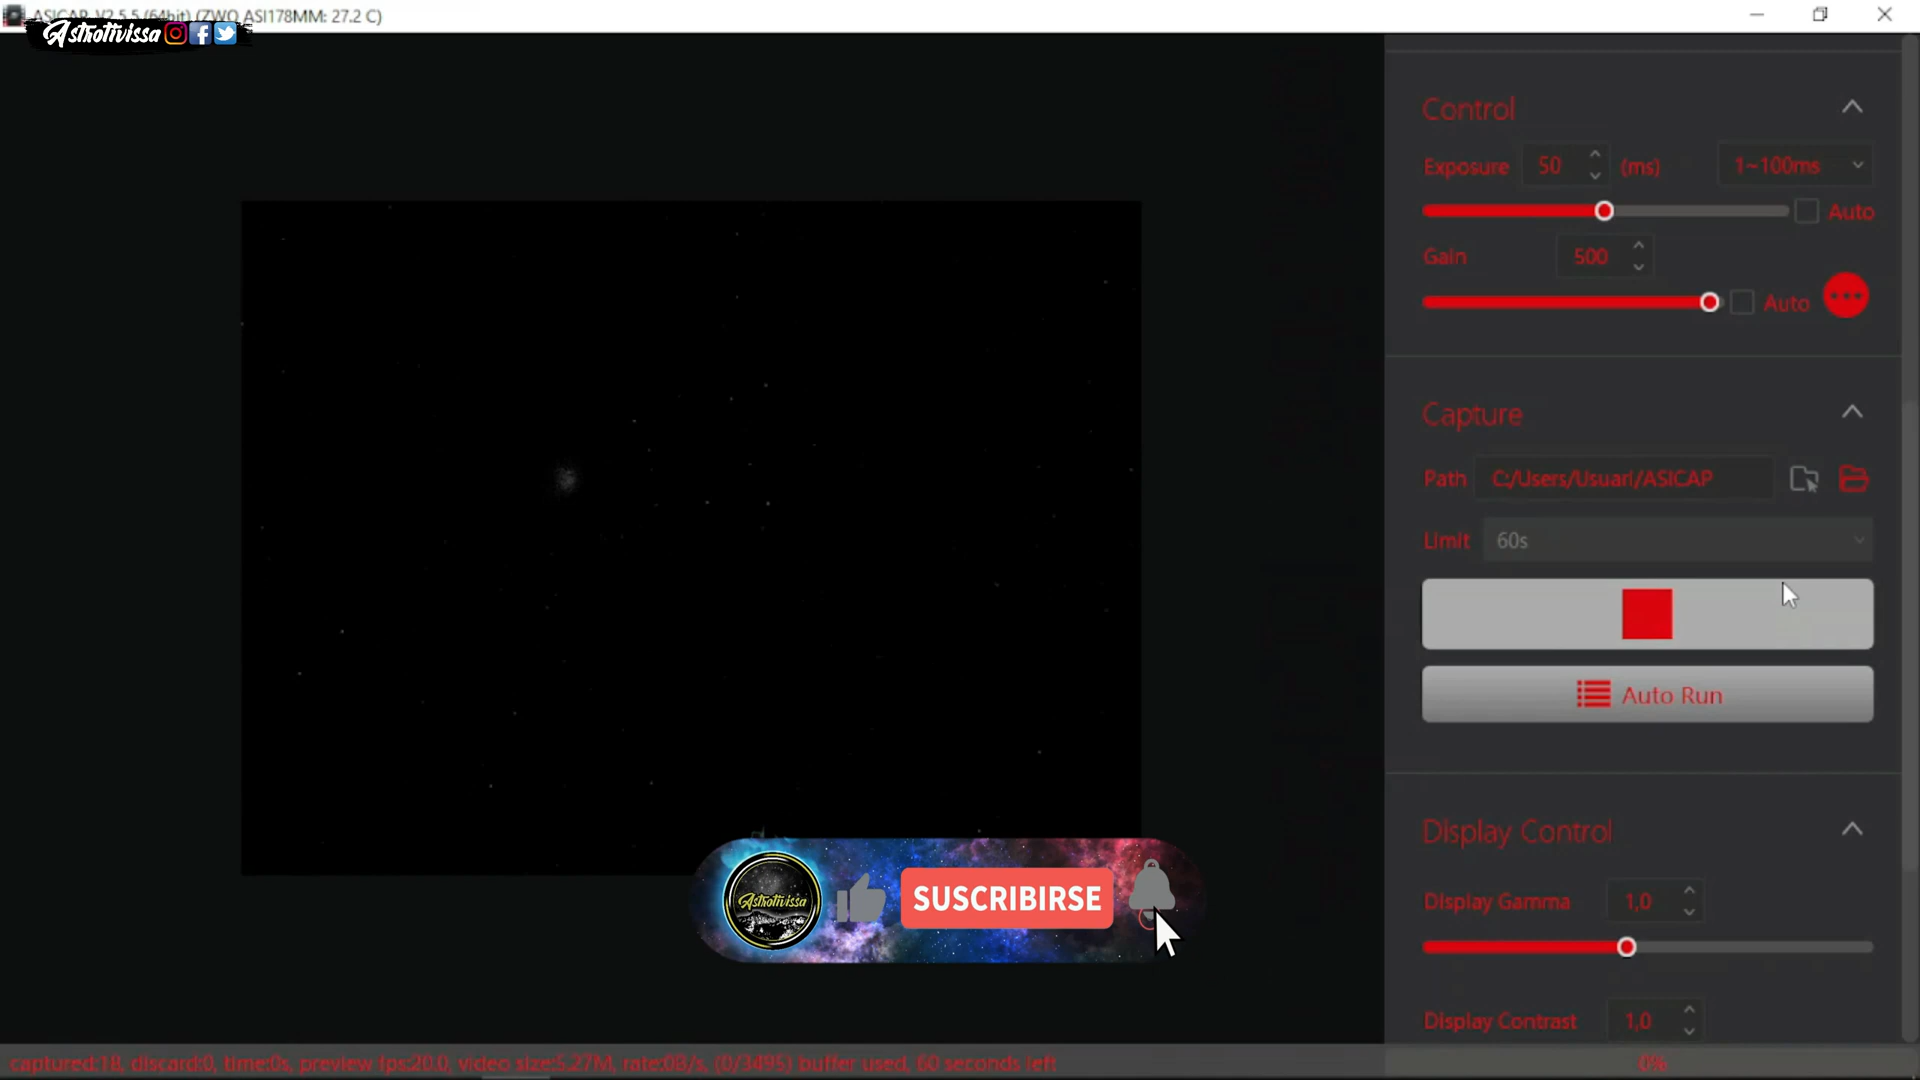 ASICAP V2.5.5 (64bit) (ZWO ASI178MM: 27.2 C)
Astrotivissa
Control
Exposure 50 (ms) 1~100ms
Auto
Gain 500
Auto
Capture
Path C:/Users/Usuari/ASICAP
Limit 60s
Auto Run
Display Control
Display Gamma 1,0
Display Contrast 1,0
Astrotivissa
SUSCRIBIRSE
captured:18, discard:0, time:0s, preview fps:20.0, video size:5.27M, rate:0B/s, (0/3495) buffer used, 60 seconds left
0%